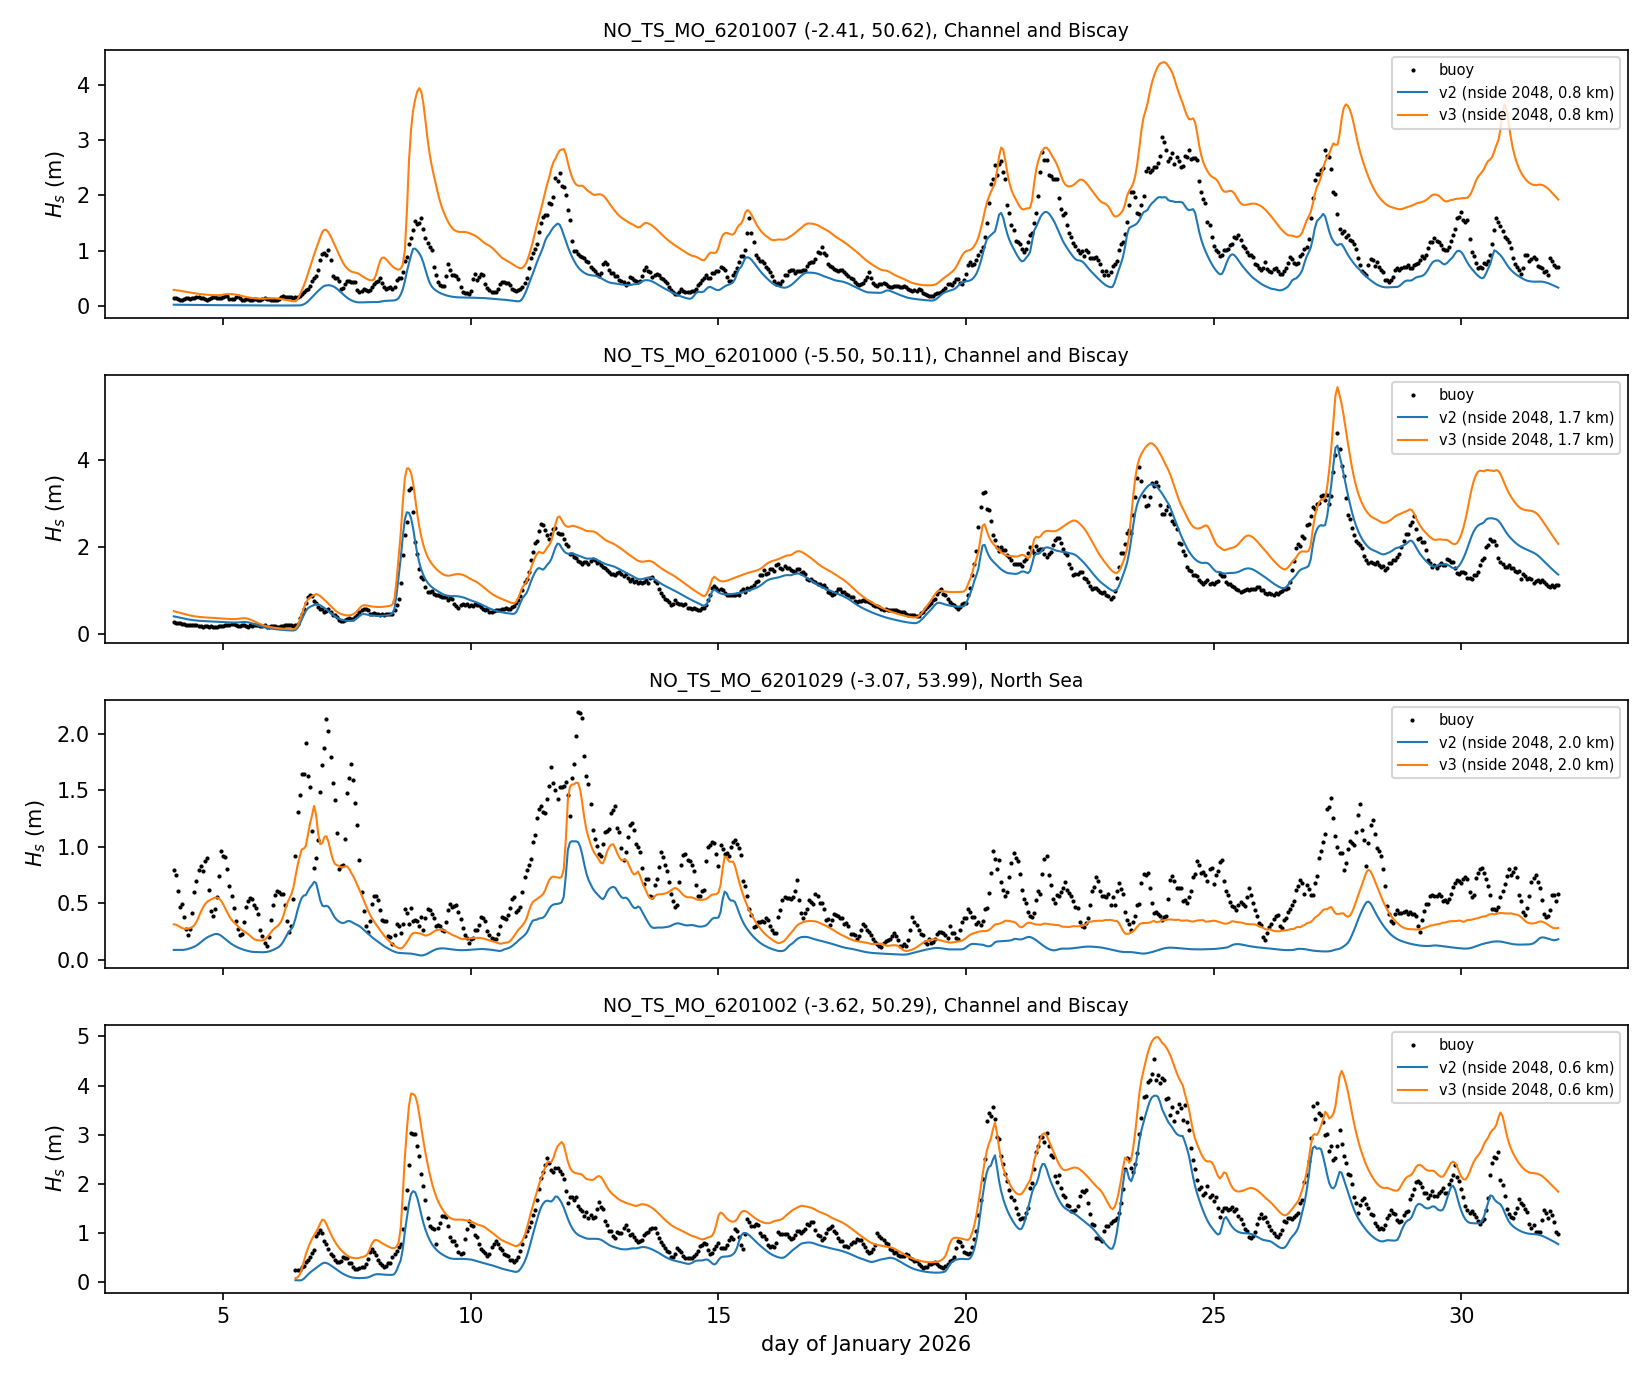 NO_TS_MO_6201007 (-2.41, 50.62), Channel and Biscay
4
3
2
1
0
H_s (m)
buoy
v2 (nside 2048, 0.8 km)
v3 (nside 2048, 0.8 km)
NO_TS_MO_6201000 (-5.50, 50.11), Channel and Biscay
4
2
0
H_s (m)
buoy
v2 (nside 2048, 1.7 km)
v3 (nside 2048, 1.7 km)
NO_TS_MO_6201029 (-3.07, 53.99), North Sea
2.0
1.5
1.0
0.5
0.0
H_s (m)
buoy
v2 (nside 2048, 2.0 km)
v3 (nside 2048, 2.0 km)
NO_TS_MO_6201002 (-3.62, 50.29), Channel and Biscay
5
4
3
2
1
0
H_s (m)
buoy
v2 (nside 2048, 0.6 km)
v3 (nside 2048, 0.6 km)
5 10 15 20 25 30
day of January 2026